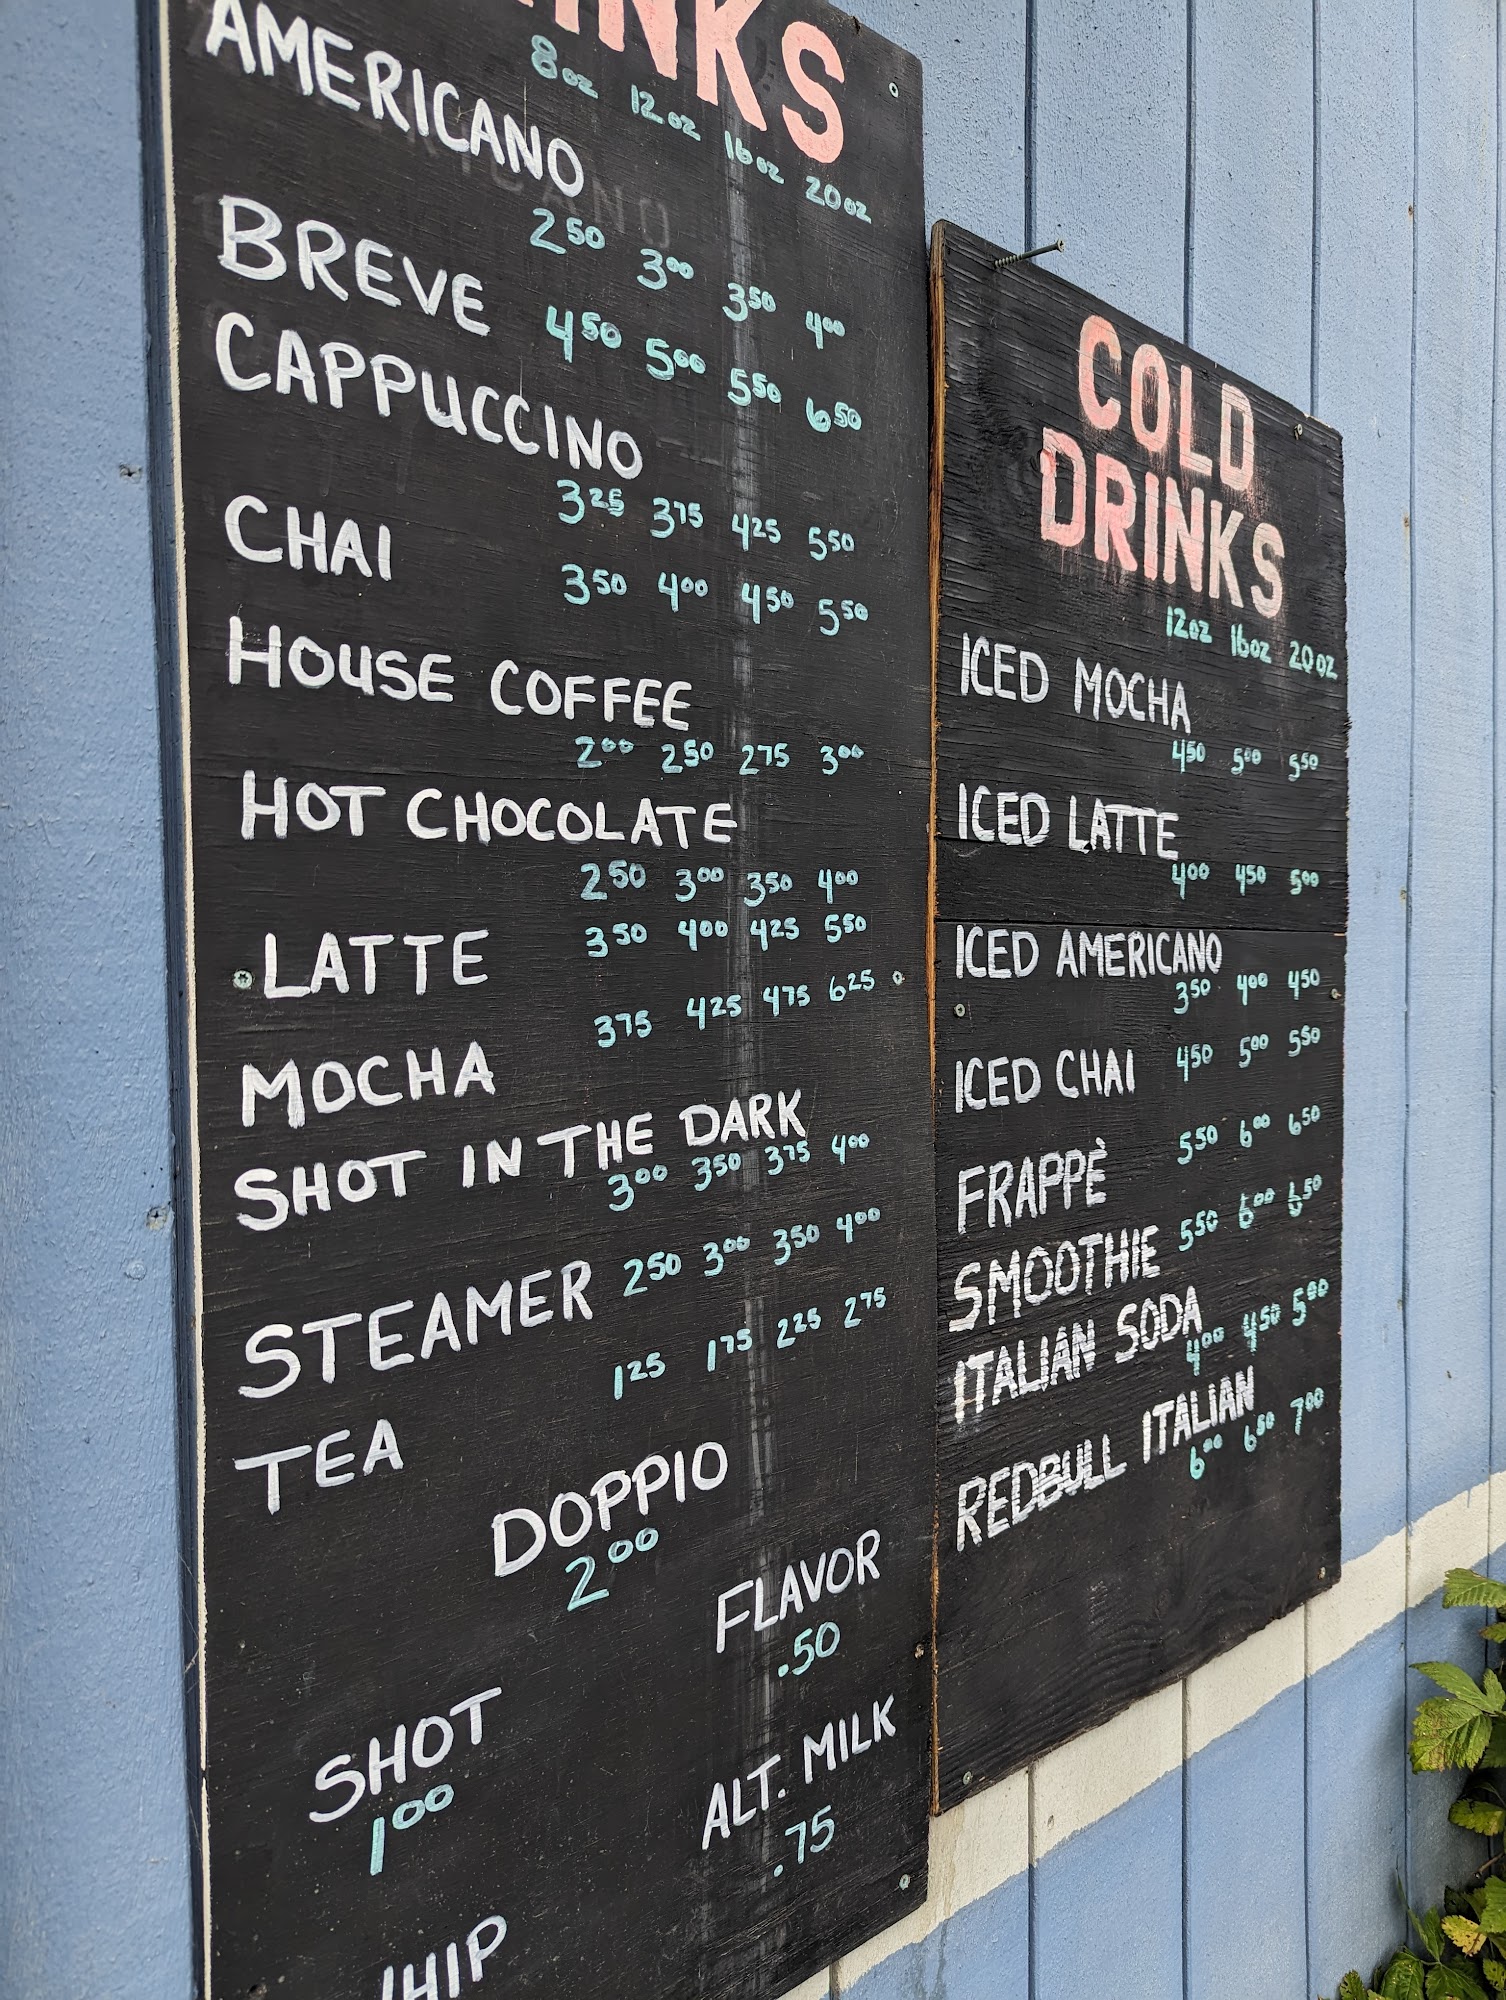 DRINKS
8oz 12oz 16oz 20oz
AMERICANO
2 50 3 00 3 50 4 00
BREVE
4 50 5 00 5 50 6 50
CAPPUCCINO
3 25 3 75 4 25 5 50
CHAI
3 50 4 00 4 50 5 50
HOUSE COFFEE
2 00 2 50 2 75 3 00
HOT CHOCOLATE
2 50 3 00 3 50 4 00
LATTE 3 50 4 00 4 25 5 50
MOCHA 3 75 4 25 4 75 6 25
SHOT IN THE DARK
3 00 3 50 3 75 4 00
STEAMER 2 50 3 00 3 50 4 00
TEA 1 25 1 75 2 25 2 75
DOPPIO
2 00
FLAVOR
.50
SHOT
1 00
ALT. MILK
.75
WHIP
COLD
DRINKS
12oz 16oz 20oz
ICED MOCHA
4 50 5 00 5 50
ICED LATTE
4 00 4 50 5 00
ICED AMERICANO
3 50 4 00 4 50
ICED CHAI 4 50 5 00 5 50
FRAPPÈ 5 50 6 00 6 50
SMOOTHIE 5 50 6 00 6 50
ITALIAN SODA
4 00 4 50 5 00
REDBULL ITALIAN
6 00 6 50 7 00